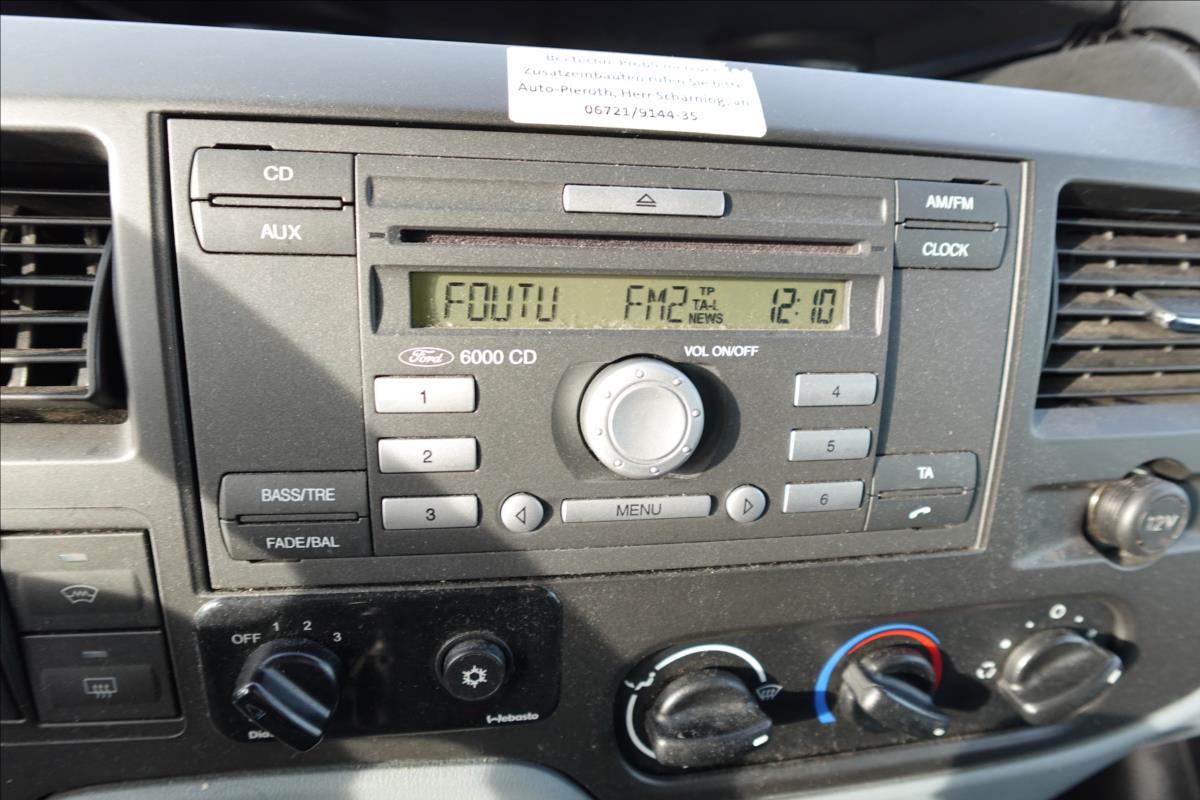 Zusatzeinbauten rufen Sie bitte
Auto-Pieroth, Herr Scharning, an
06721/9144-35
CD
AUX
AM/FM
CLOCK
FOUTU FM2 TP TA-L NEWS 12:10
Ford 6000 CD
VOL ON/OFF
1
2
3
4
5
6
MENU
BASS/TRE
FADE/BAL
TA
12V
OFF 1 2 3
Webasto